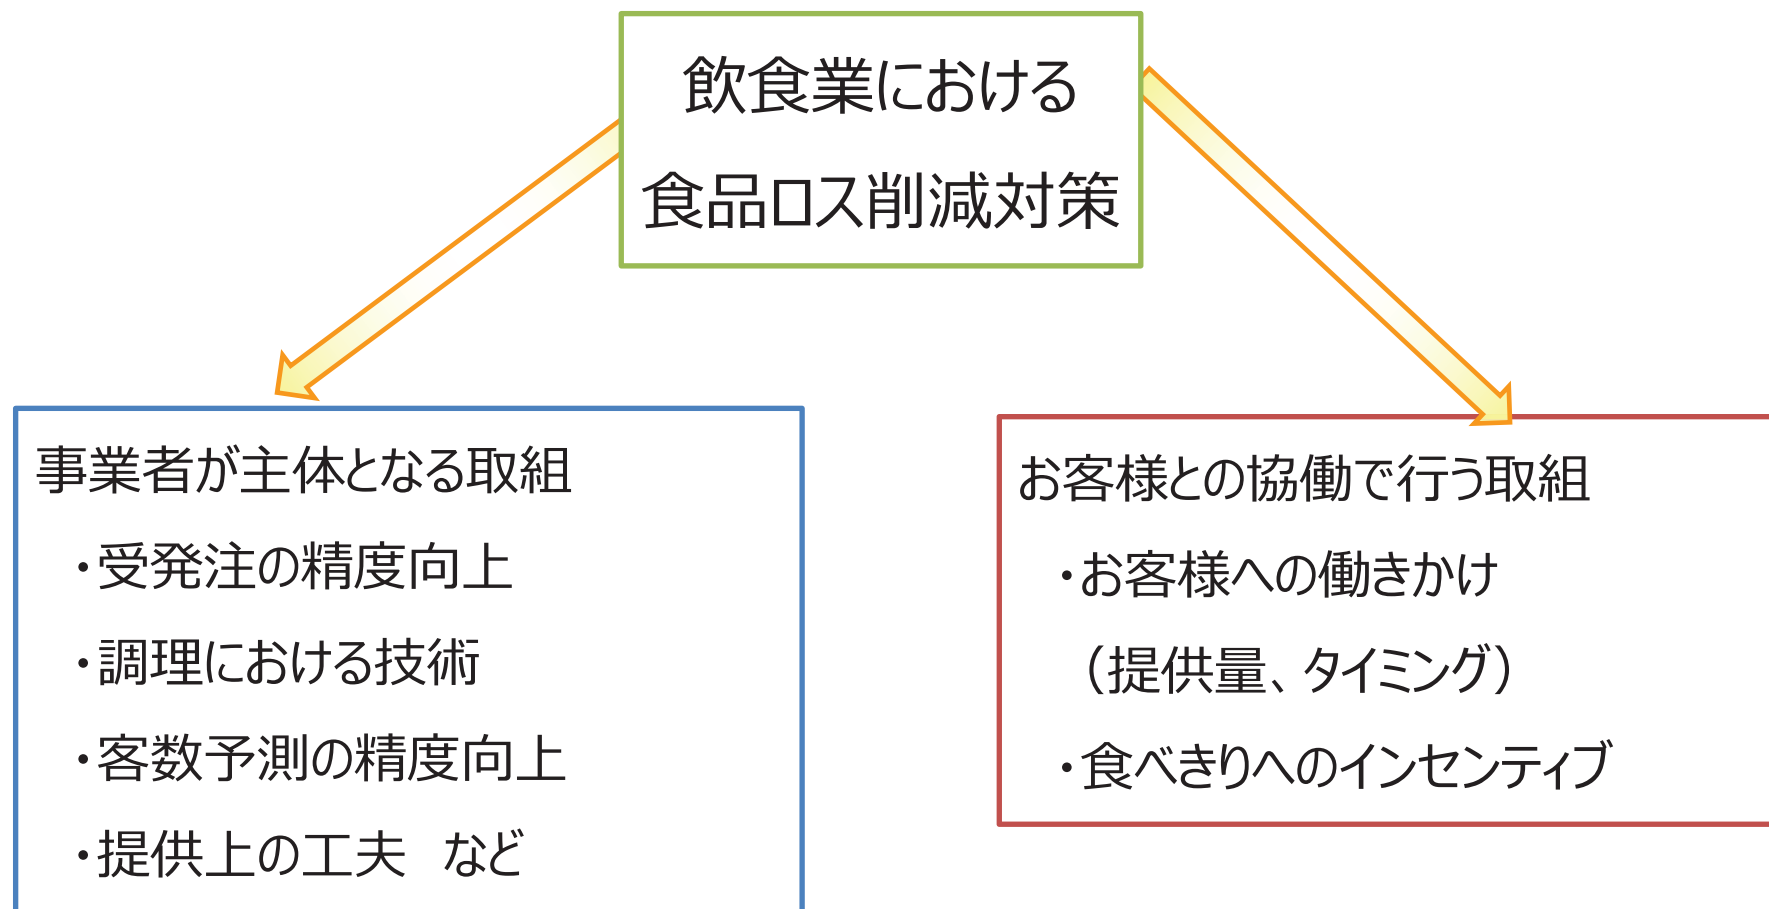 飲食業における
食品ロス削減対策
事業者が主体となる取組
・受発注の精度向上
・調理における技術
・客数予測の精度向上
・提供上の工夫　など
お客様との協働で行う取組
・お客様への働きかけ
（提供量、タイミング）
・食べきりへのインセンティブ